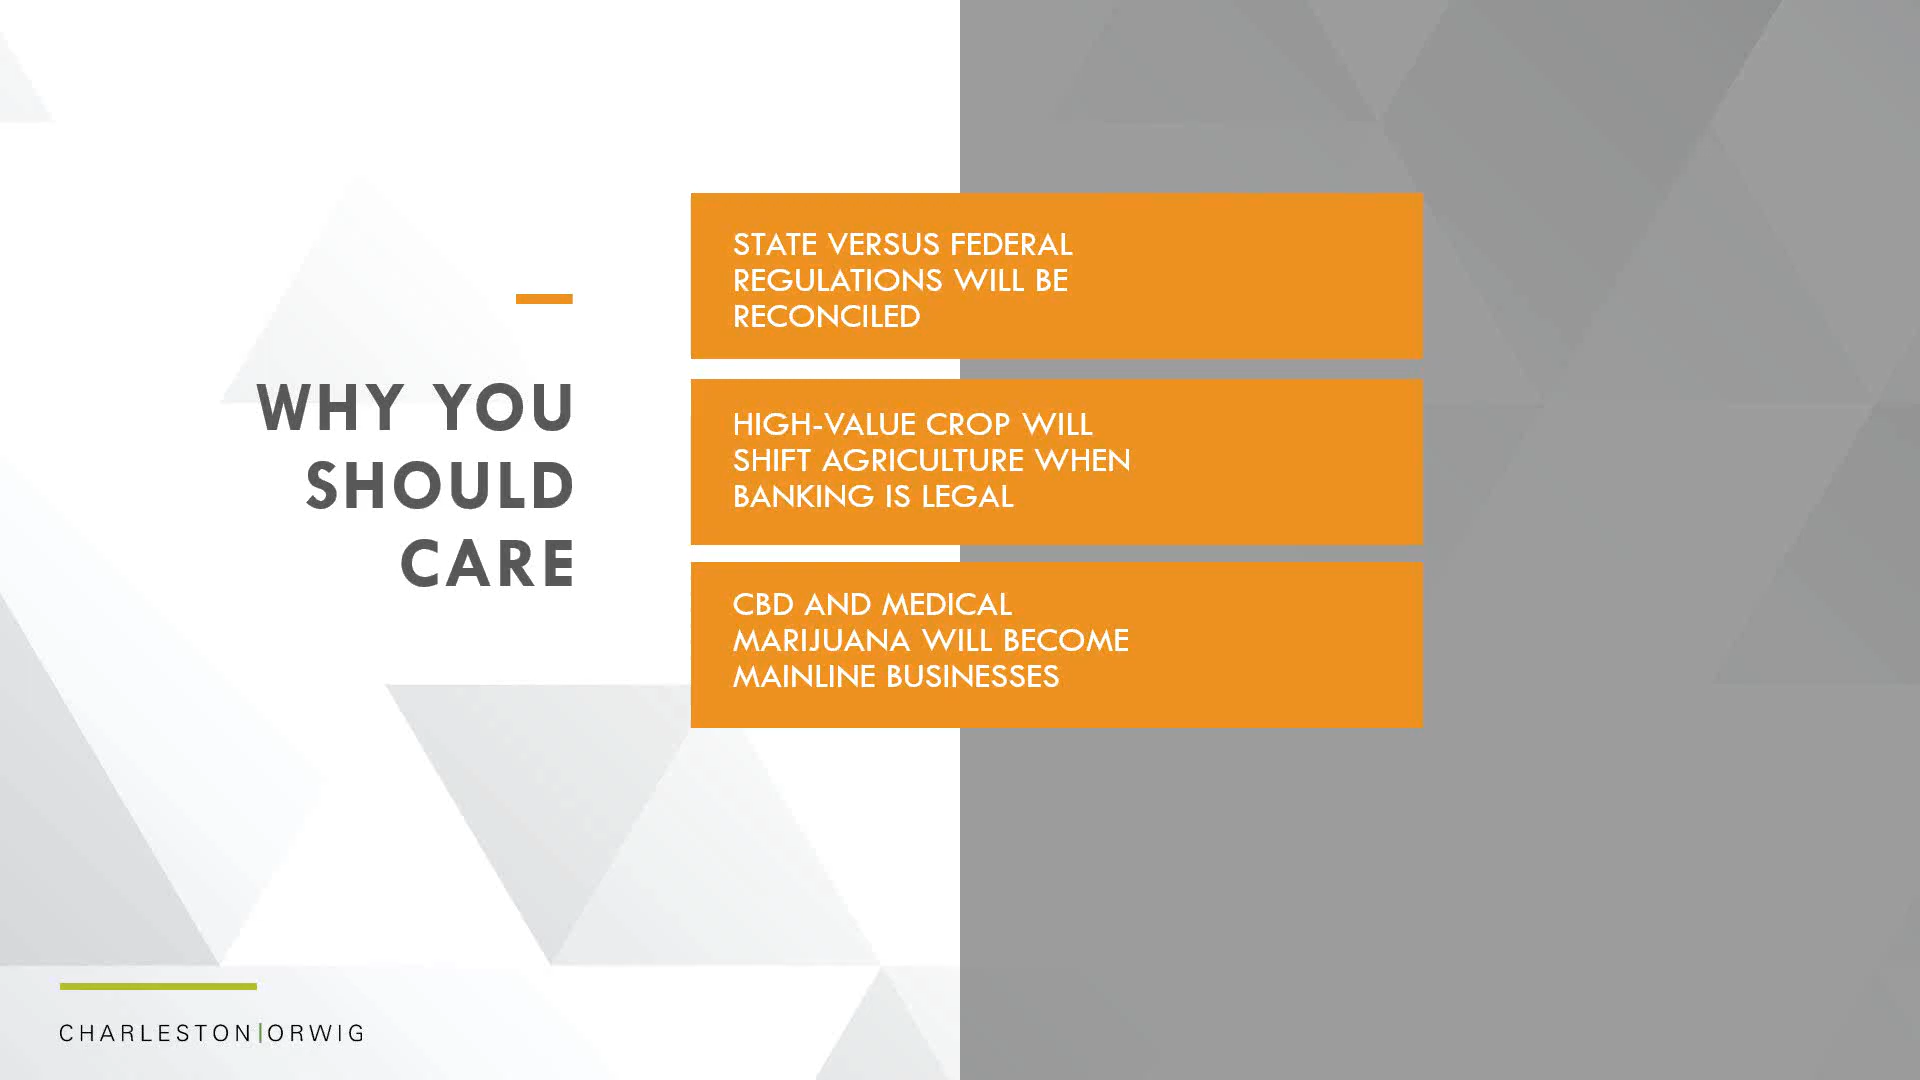 WHY YOU
SHOULD
CARE
STATE VERSUS FEDERAL
REGULATIONS WILL BE
RECONCILED
HIGH-VALUE CROP WILL
SHIFT AGRICULTURE WHEN
BANKING IS LEGAL
CBD AND MEDICAL
MARIJUANA WILL BECOME
MAINLINE BUSINESSES
CHARLESTON|ORWIG